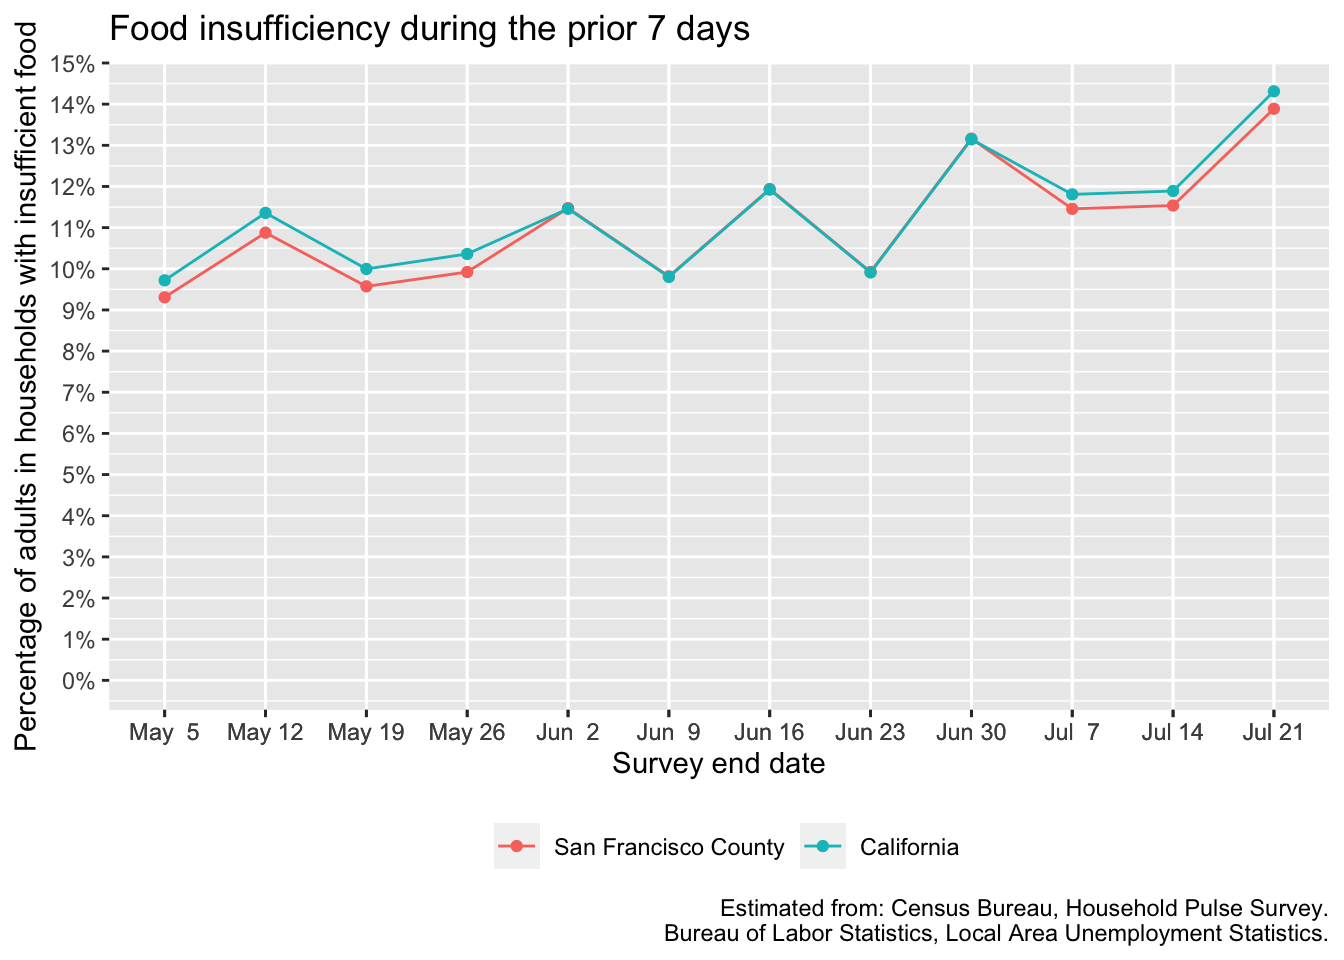 Food insufficiency during the prior 7 days
Percentage of adults in households with insufficient food
15%
14%
13%
12%
11%
10%
9%
8%
7%
6%
5%
4%
3%
2%
1%
0%
May  5 May 12 May 19 May 26 Jun  2 Jun  9 Jun 16 Jun 23 Jun 30 Jul  7 Jul 14 Jul 21
Survey end date
San Francisco County California
Estimated from: Census Bureau, Household Pulse Survey.
Bureau of Labor Statistics, Local Area Unemployment Statistics.